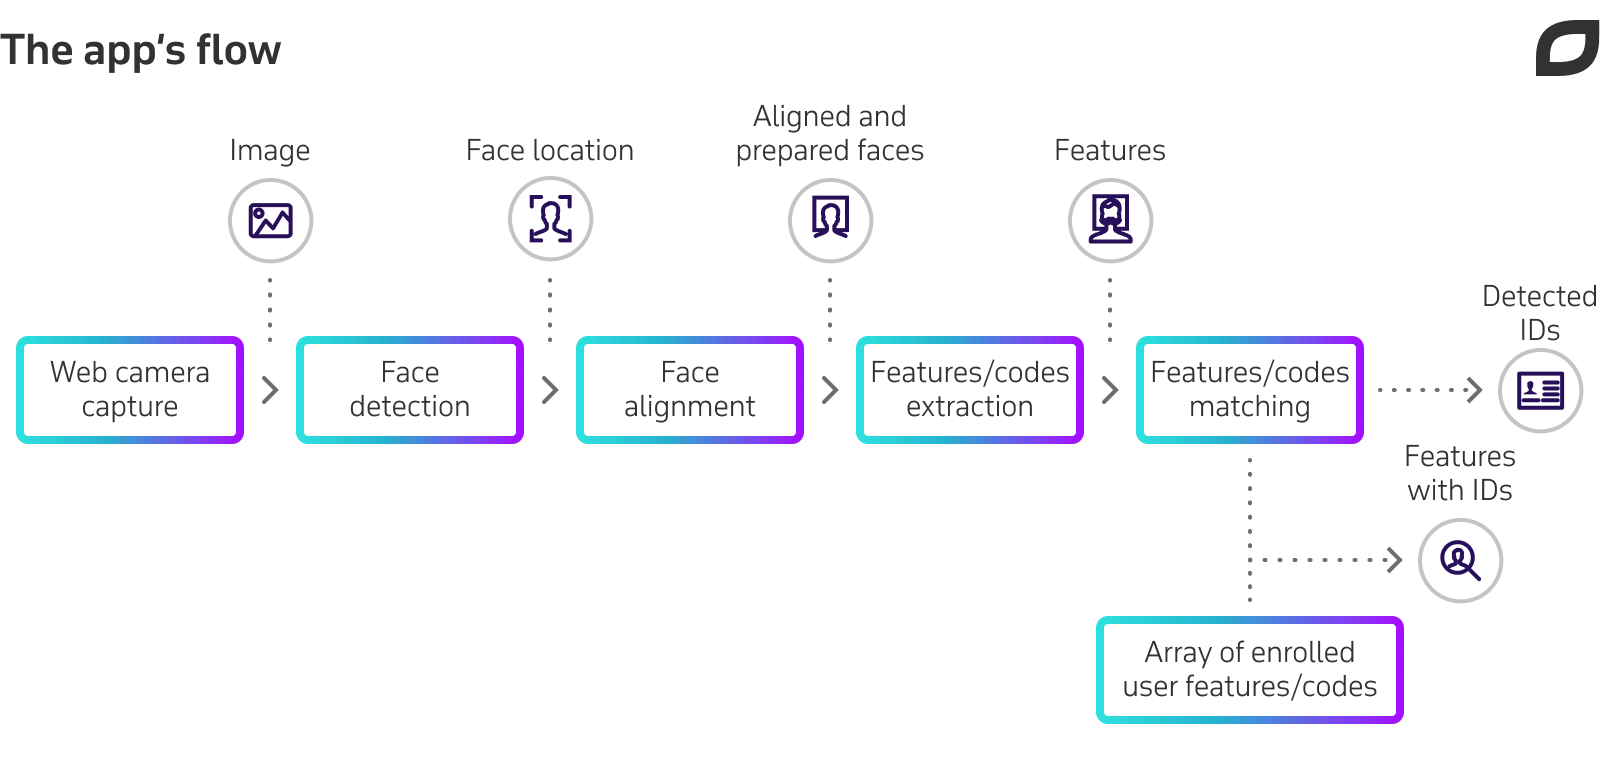 The app's flow
Image
Face location
Aligned and
prepared faces
Features
Web camera
capture
Face
detection
Face
alignment
Features/codes
extraction
Features/codes
matching
Detected
IDs
Features
with IDs
Array of enrolled
user features/codes